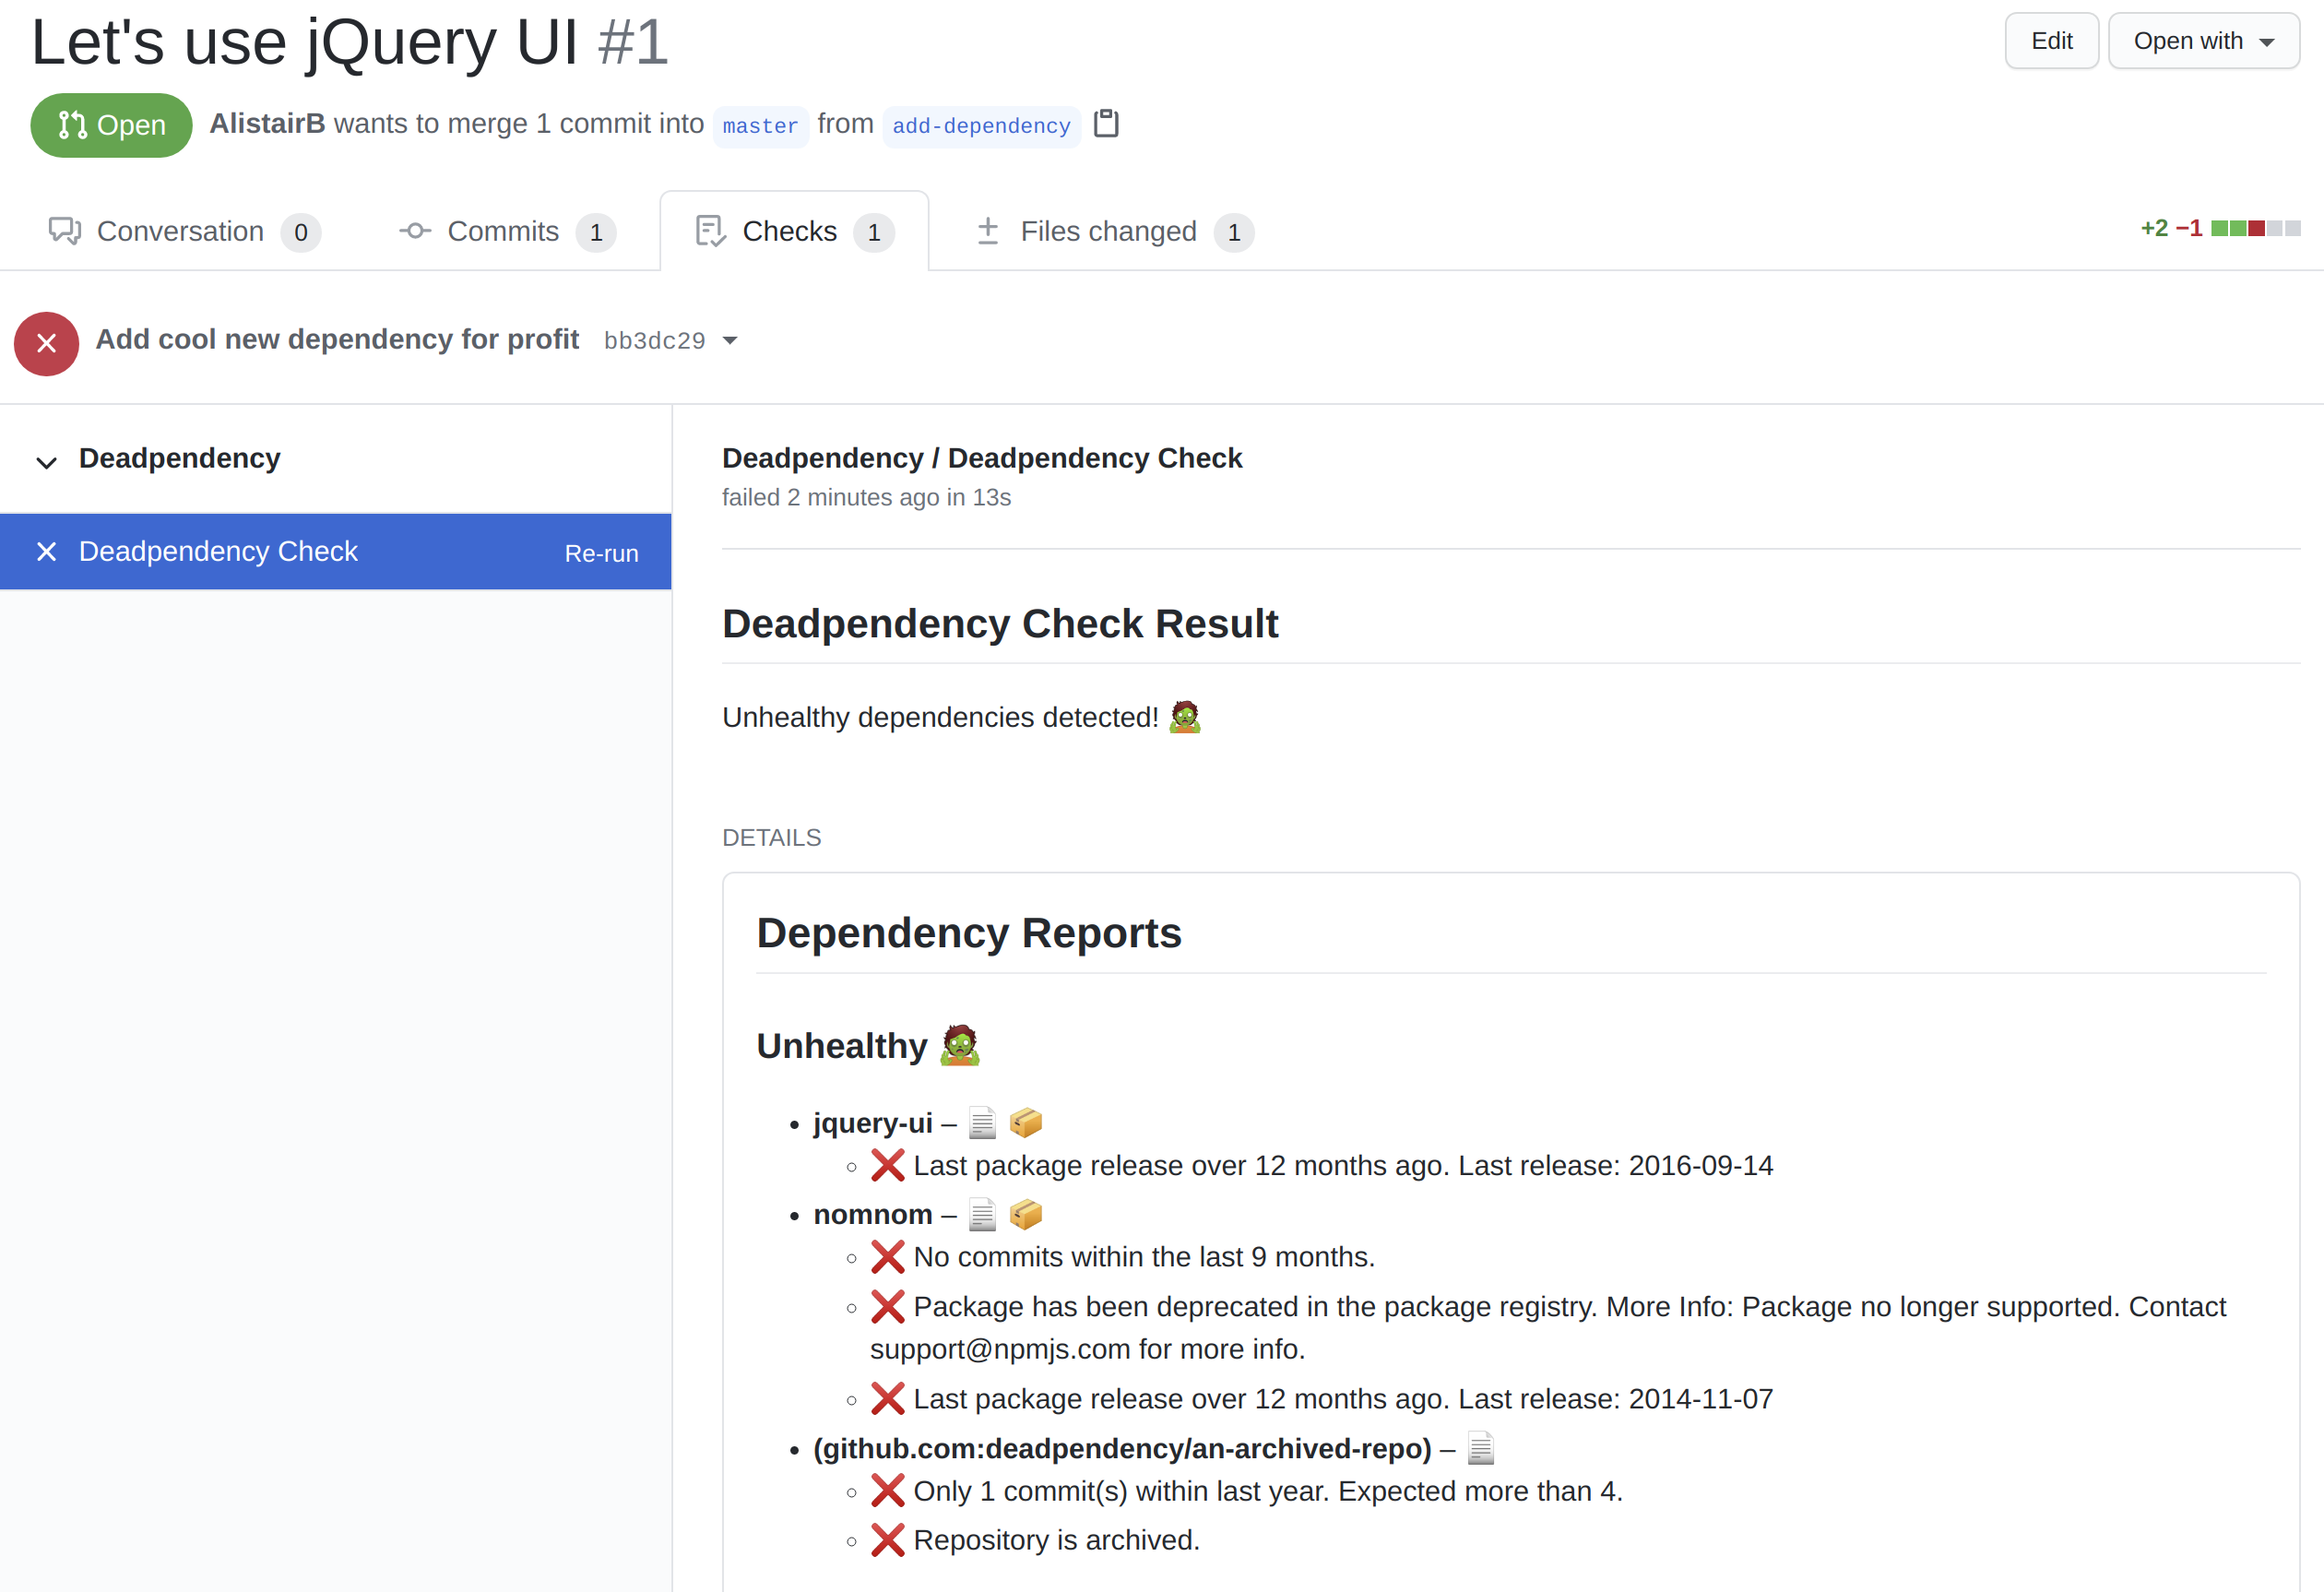 Let's use jQuery UI #1
Edit
Open with
Open
AlistairB wants to merge 1 commit into master from add-dependency
Conversation 0
Commits 1
Checks 1
Files changed 1
+2 −1
Add cool new dependency for profit bb3dc29
Deadpendency
Deadpendency Check
Re-run
Deadpendency / Deadpendency Check
failed 2 minutes ago in 13s
Deadpendency Check Result
Unhealthy dependencies detected! 🧟
DETAILS
Dependency Reports
Unhealthy 🧟
• jquery-ui – 📄 📦
◦ ❌ Last package release over 12 months ago. Last release: 2016-09-14
• nomnom – 📄 📦
◦ ❌ No commits within the last 9 months.
◦ ❌ Package has been deprecated in the package registry. More Info: Package no longer supported. Contact
support@npmjs.com for more info.
◦ ❌ Last package release over 12 months ago. Last release: 2014-11-07
• (github.com:deadpendency/an-archived-repo) – 📄
◦ ❌ Only 1 commit(s) within last year. Expected more than 4.
◦ ❌ Repository is archived.